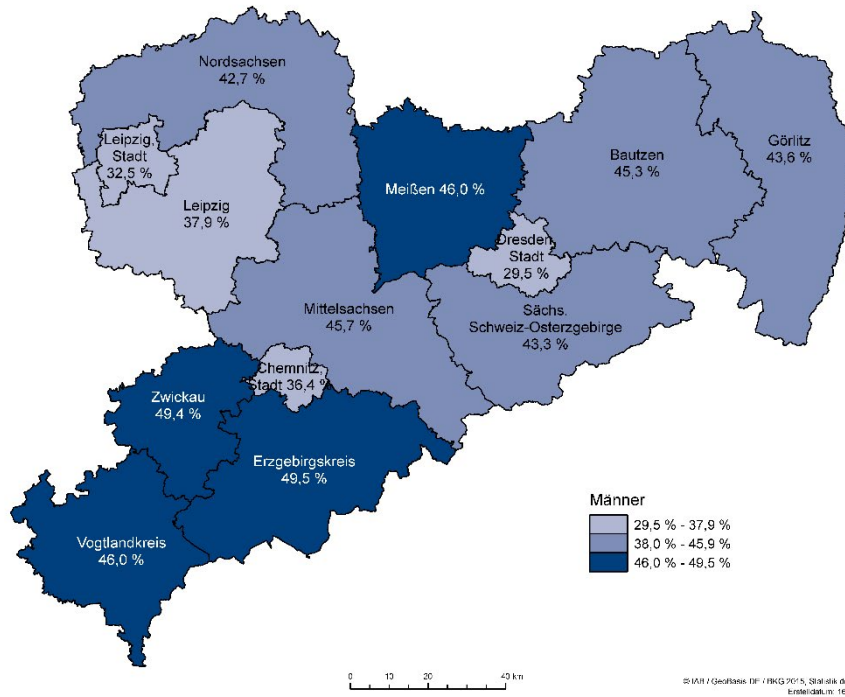 Nordsachsen
42,7 %
Leipzig,
Stadt
32,5 %
Leipzig
37,9 %
Meißen 46,0 %
Bautzen
45,3 %
Görlitz
43,6 %
Dresden,
Stadt
29,5 %
Mittelsachsen
45,7 %
Sächs.
Schweiz-Osterzgebirge
43,3 %
Chemnitz,
Stadt 36,4 %
Zwickau
49,4 %
Erzgebirgskreis
49,5 %
Vogtlandkreis
46,0 %
Männer
29,5 % - 37,9 %
38,0 % - 45,9 %
46,0 % - 49,5 %
0 10 20 40 km
© IAB / GeoBasis-DE / BKG 2015, Statistik
Erstelldatum: 16